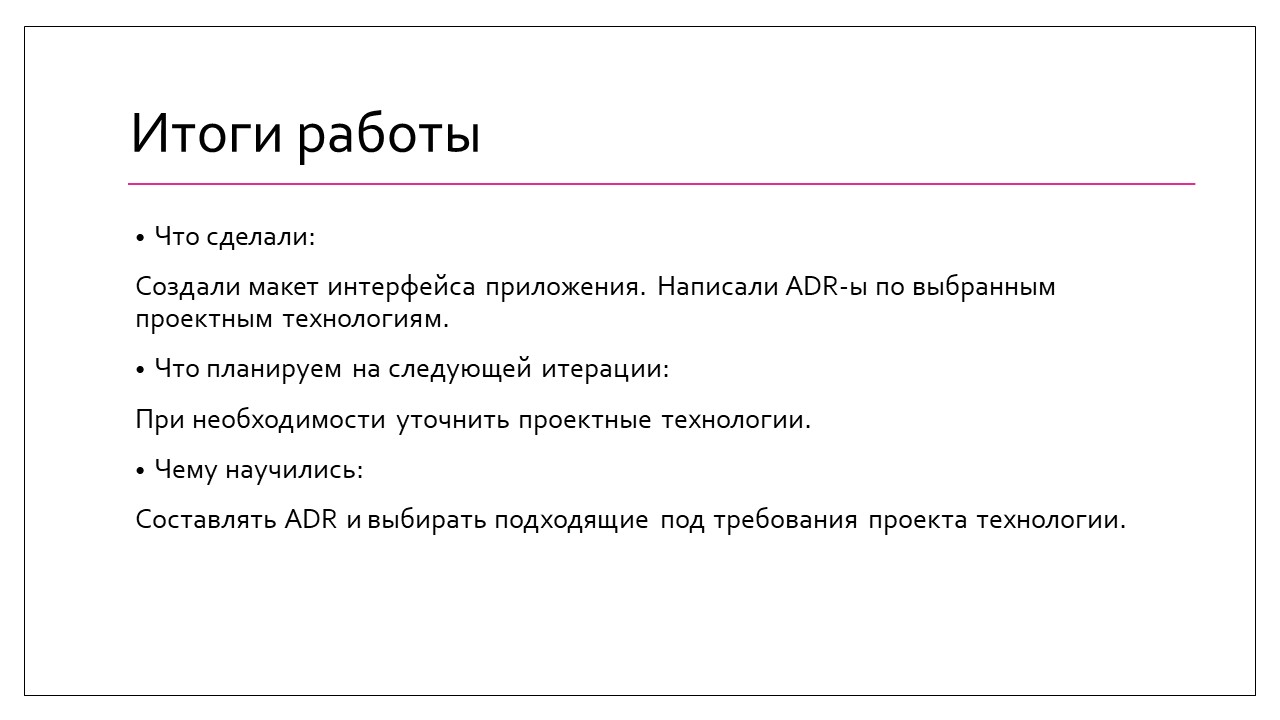 Итоги работы
• Что сделали:
Создали макет интерфейса приложения. Написали ADR-ы по выбранным
проектным технологиям.
• Что планируем на следующей итерации:
При необходимости уточнить проектные технологии.
• Чему научились:
Составлять ADR и выбирать подходящие под требования проекта технологии.